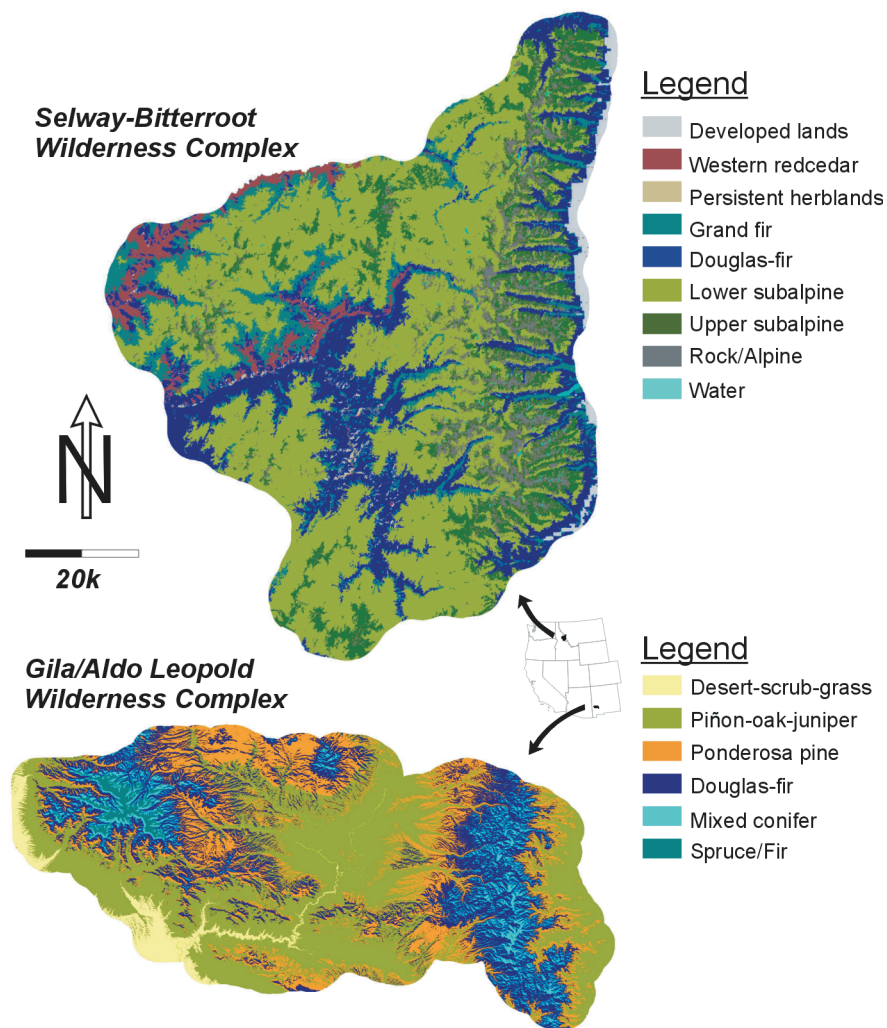 Selway-Bitterroot
Wilderness Complex
Legend
Developed lands
Western redcedar
Persistent herblands
Grand fir
Douglas-fir
Lower subalpine
Upper subalpine
Rock/Alpine
Water
N
20k
Gila/Aldo Leopold
Wilderness Complex
Legend
Desert-scrub-grass
Piñon-oak-juniper
Ponderosa pine
Douglas-fir
Mixed conifer
Spruce/Fir